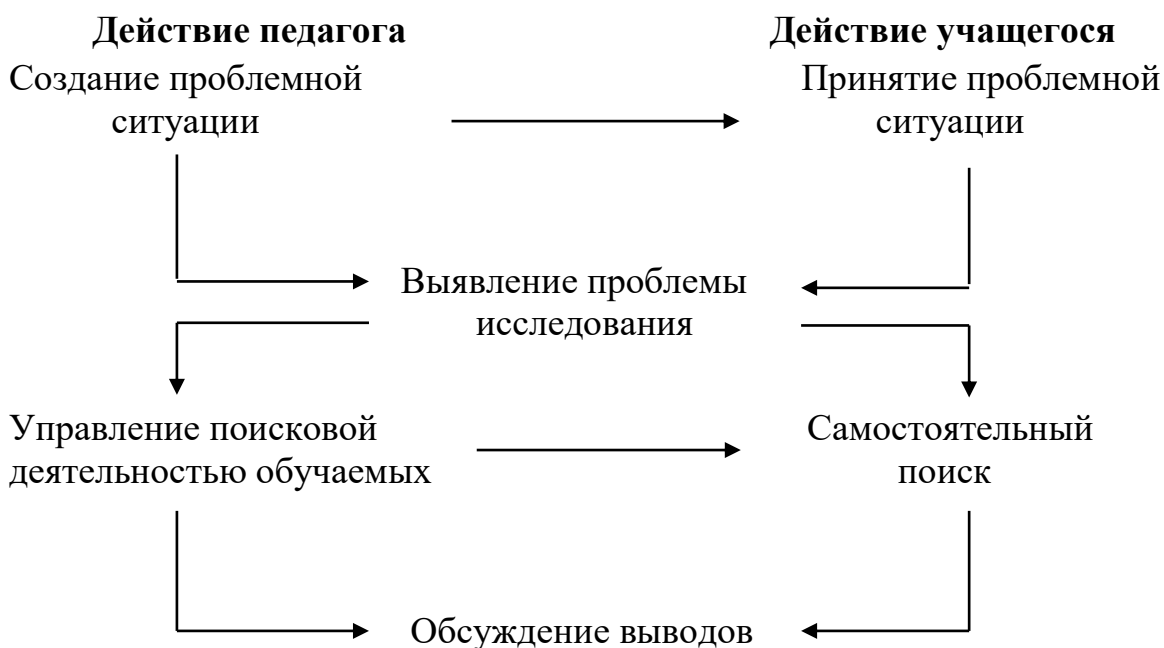 Действие педагога
Действие учащегося
Создание проблемной
ситуации
Принятие проблемной
ситуации
Выявление проблемы
исследования
Управление поисковой
деятельностью обучаемых
Самостоятельный
поиск
Обсуждение выводов